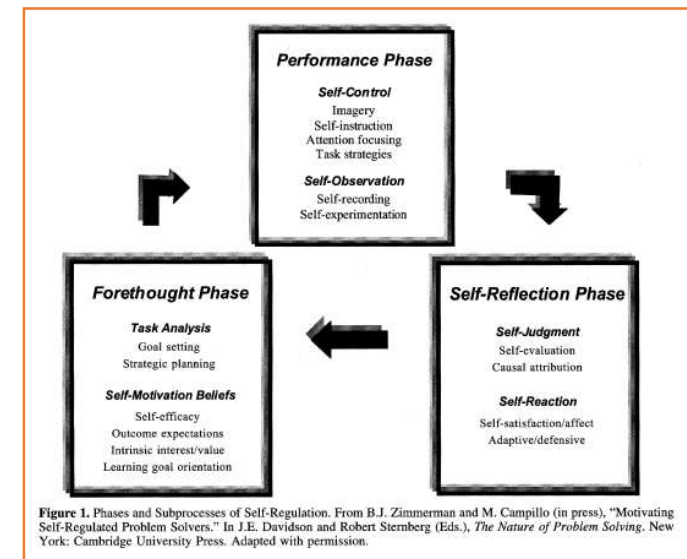 Performance Phase
Self-Control
Imagery
Self-instruction
Attention focusing
Task strategies
Self-Observation
Self-recording
Self-experimentation
Forethought Phase
Task Analysis
Goal setting
Strategic planning
Self-Motivation Beliefs
Self-efficacy
Outcome expectations
Intrinsic interest/value
Learning goal orientation
Self-Reflection Phase
Self-Judgment
Self-evaluation
Causal attribution
Self-Reaction
Self-satisfaction/affect
Adaptive/defensive
Figure 1. Phases and Subprocesses of Self-Regulation. From B.J. Zimmerman and M. Campillo (in press), “Motivating
Self-Regulated Problem Solvers.” In J.E. Davidson and Robert Sternberg (Eds.), The Nature of Problem Solving. New
York: Cambridge University Press. Adapted with permission.